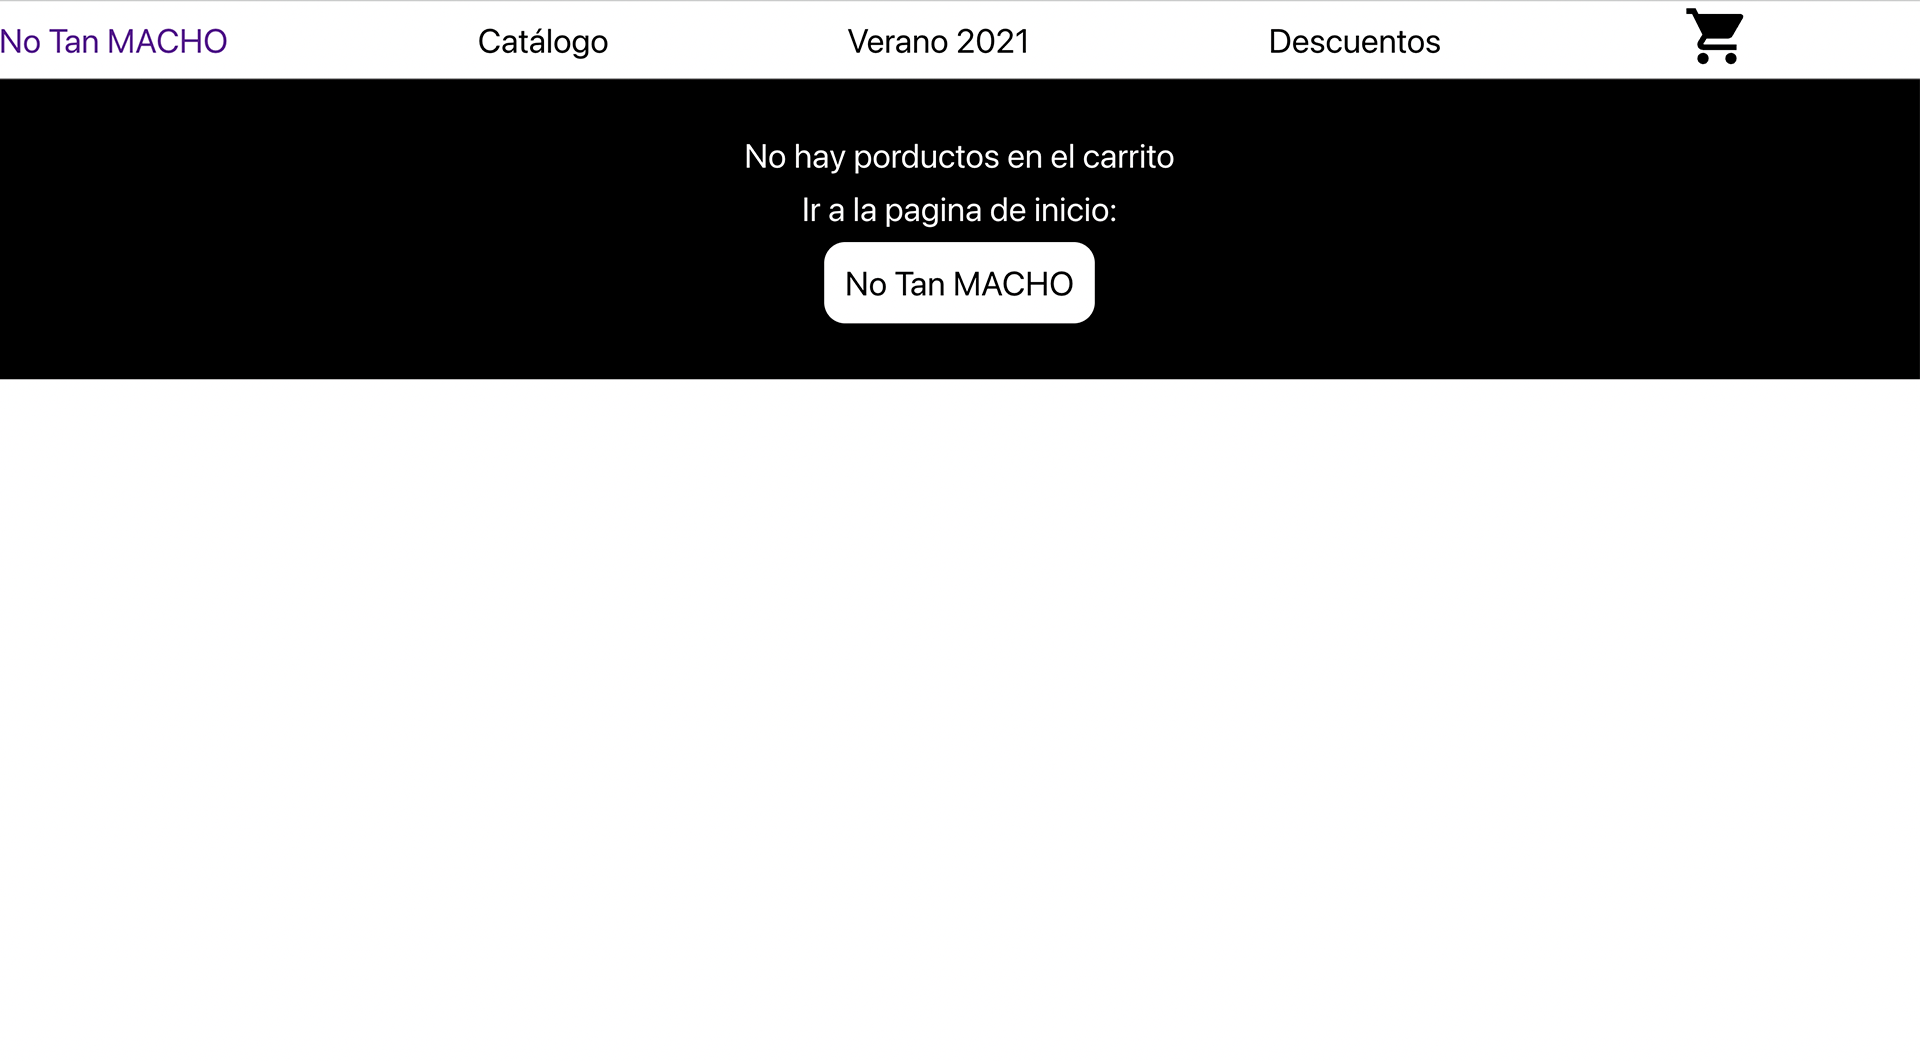 No Tan MACHO Catálogo Verano 2021 Descuentos
No hay porductos en el carrito
Ir a la pagina de inicio:
No Tan MACHO